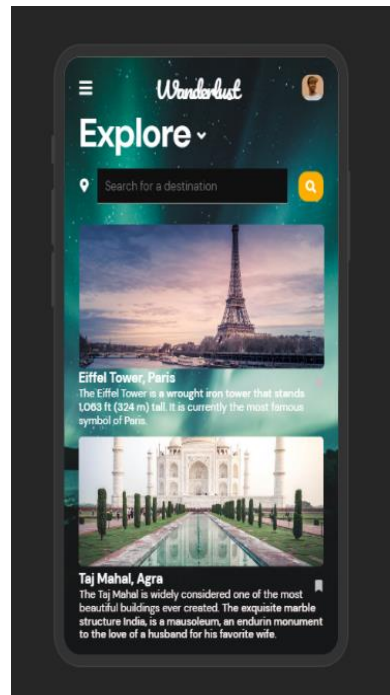 Wanderlust
Explore
Search for a destination
Eiffel Tower, Paris
The Eiffel Tower is a wrought iron tower that stands
1,063 ft (324 m) tall. It is currently the most famous
symbol of Paris.
Taj Mahal, Agra
The Taj Mahal is widely considered one of the most
beautiful buildings ever created. The exquisite marble
structure India, is a mausoleum, an endurin monument
to the love of a husband for his favorite wife.